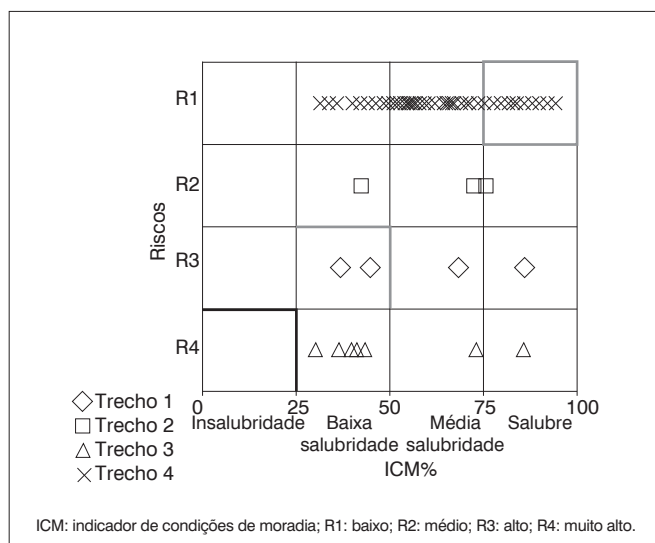 Riscos
R1
R2
R3
R4
0 25 50 75 100
Insalubridade Baixa salubridade Média salubridade Salubre
ICM%
Trecho 1
Trecho 2
Trecho 3
Trecho 4
ICM: indicador de condições de moradia; R1: baixo; R2: médio; R3: alto; R4: muito alto.